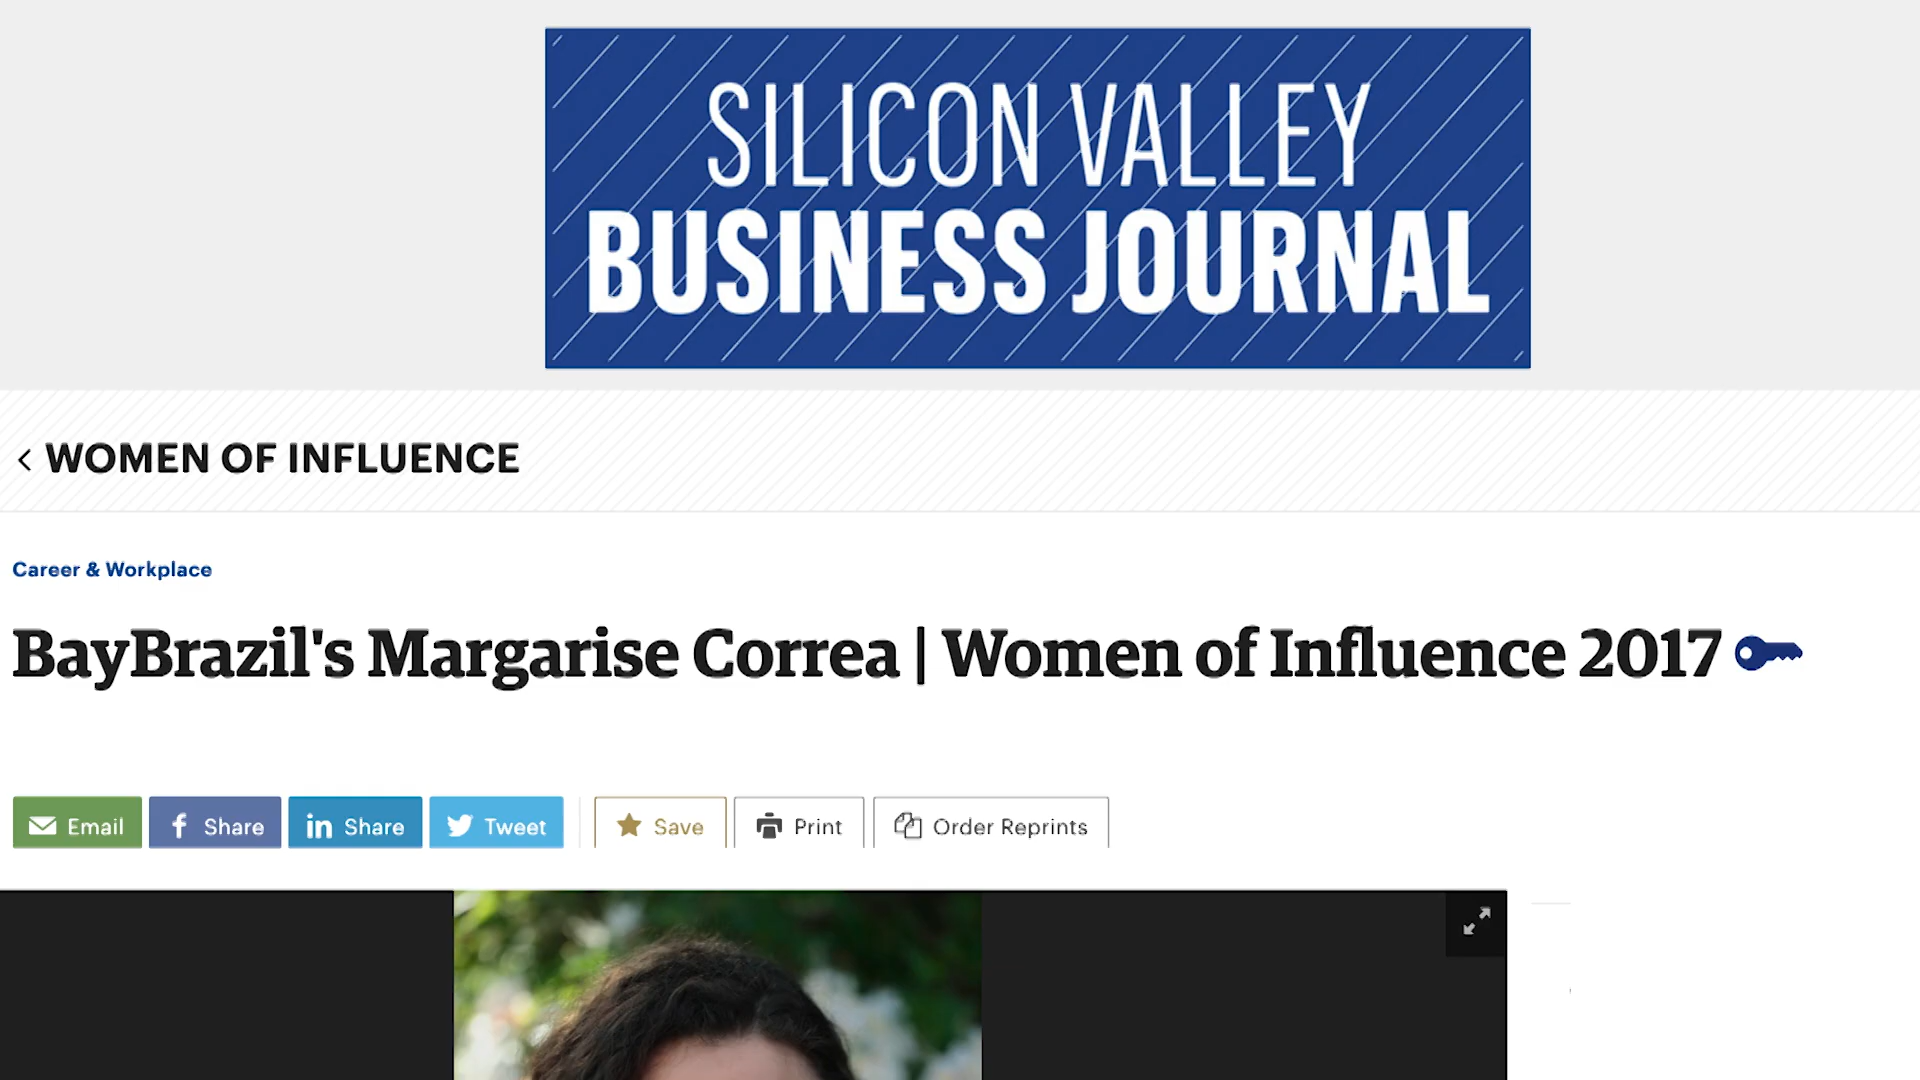 SILICON VALLEY
BUSINESS JOURNAL
WOMEN OF INFLUENCE
Career & Workplace
BayBrazil's Margarise Correa | Women of Influence 2017
Email
Share
Share
Tweet
Save
Print
Order Reprints